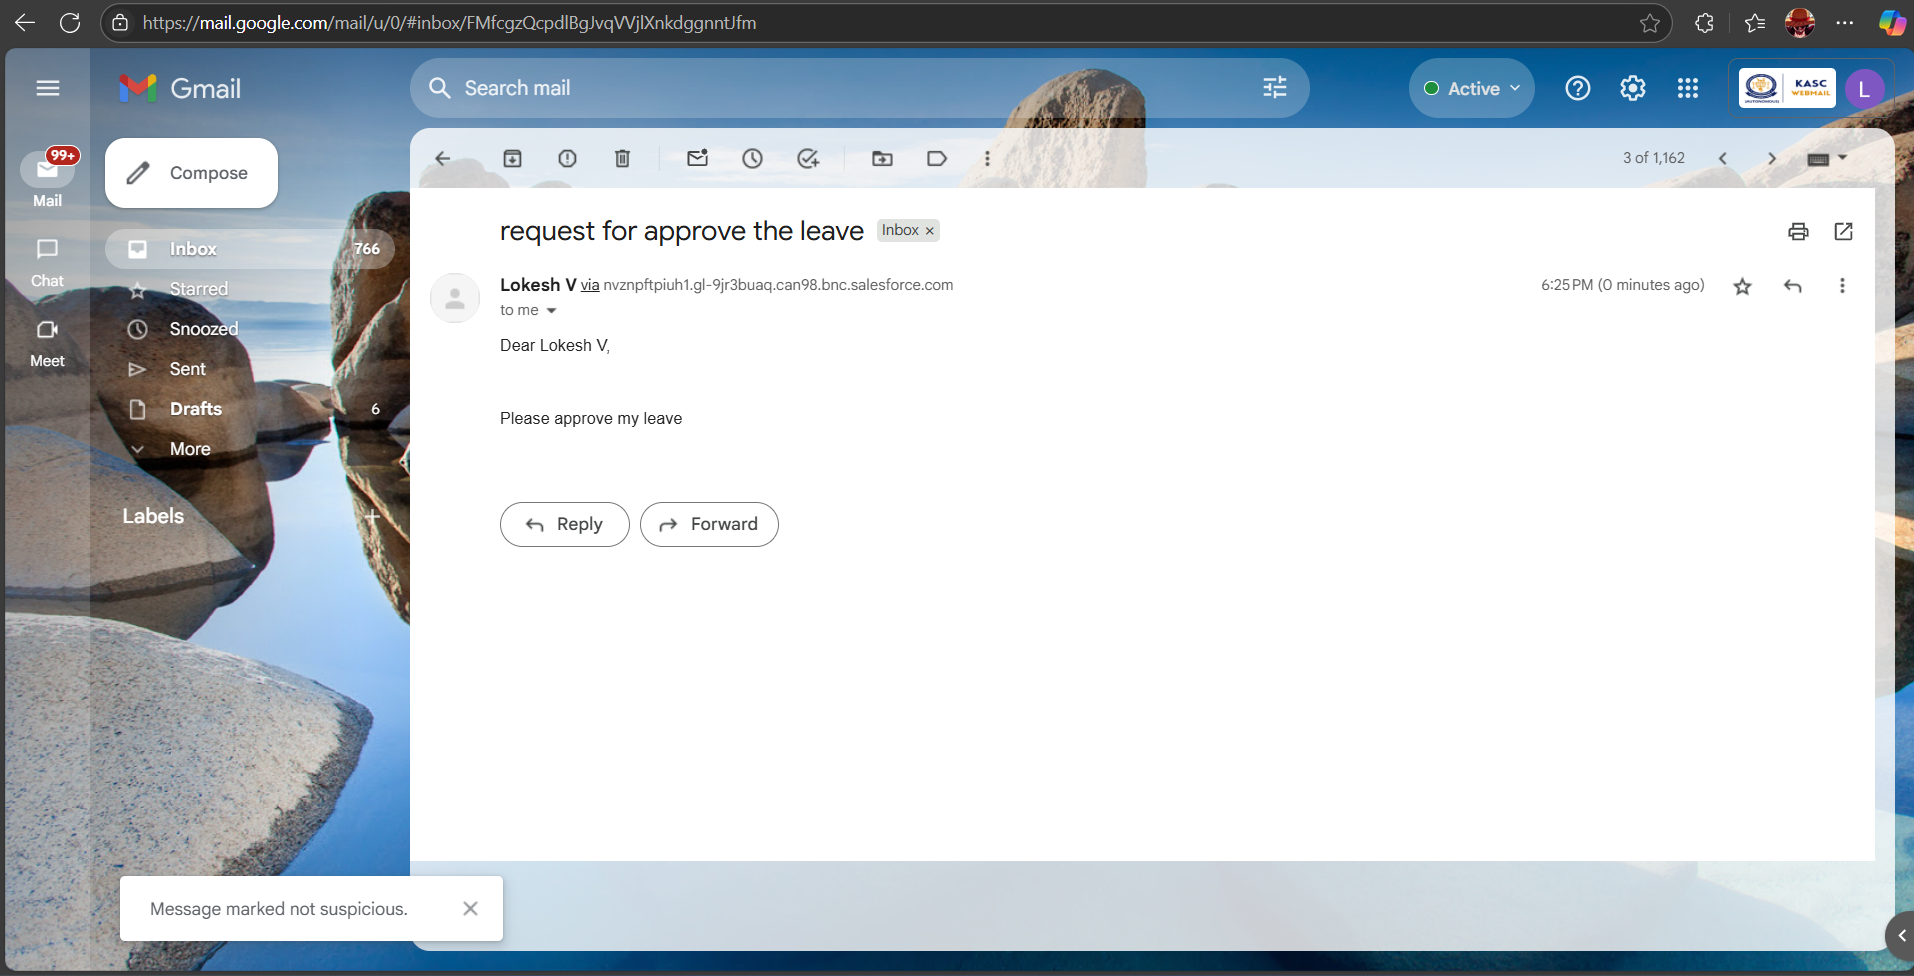 https://mail.google.com/mail/u/0/#inbox/FMfcgzQcpdlBgJvqVVjlXnkdggnntJfm
Gmail
Search mail
Active
KASC
WEBMAIL
L
99+
Mail
Chat
Meet
Compose
Inbox 766
Starred
Snoozed
Sent
Drafts 6
More
Labels
3 of 1,162
request for approve the leave Inbox ×
Lokesh V via nvznpftpiuh1.gl-9jr3buaq.can98.bnc.salesforce.com
6:25 PM (0 minutes ago)
to me
Dear Lokesh V,
Please approve my leave
Reply
Forward
Message marked not suspicious.